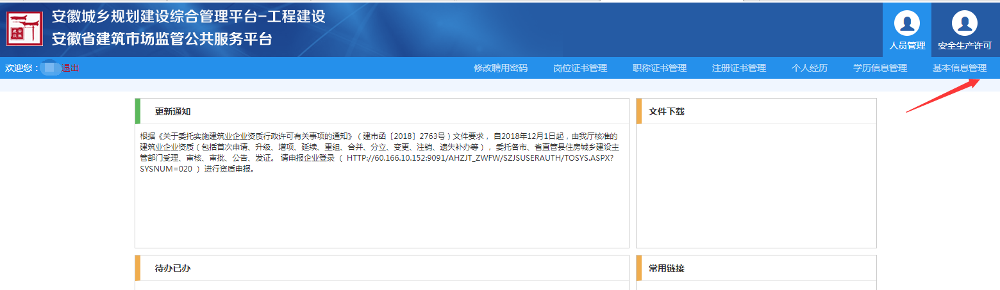 安徽城乡规划建设综合管理平台-工程建设
安徽省建筑市场监管公共服务平台
人员管理
安全生产许可
欢迎您：
退出
修改聘用密码
岗位证书管理
职称证书管理
注册证书管理
个人经历
学历信息管理
基本信息管理
更新通知
文件下载
根据《关于委托实施建筑业企业资质行政许可有关事项的通知》（建市函〔2018〕2763号）文件要求， 自2018年12月1日起，由我厅核准的
建筑业企业资质（包括首次申请、升级、增项、延续、重组、合并、分立、变更、注销、遗失补办等），委托各市、省直管县住房城乡建设主
管部门受理、审核、审批、公告、发证。 请申报企业登录（ HTTP://60.166.10.152:9091/AHZJT_ZWFW/SZJSUSERAUTH/TOSYS.ASPX?
SYSNUM=020 ）进行资质申报。
待办已办
常用链接